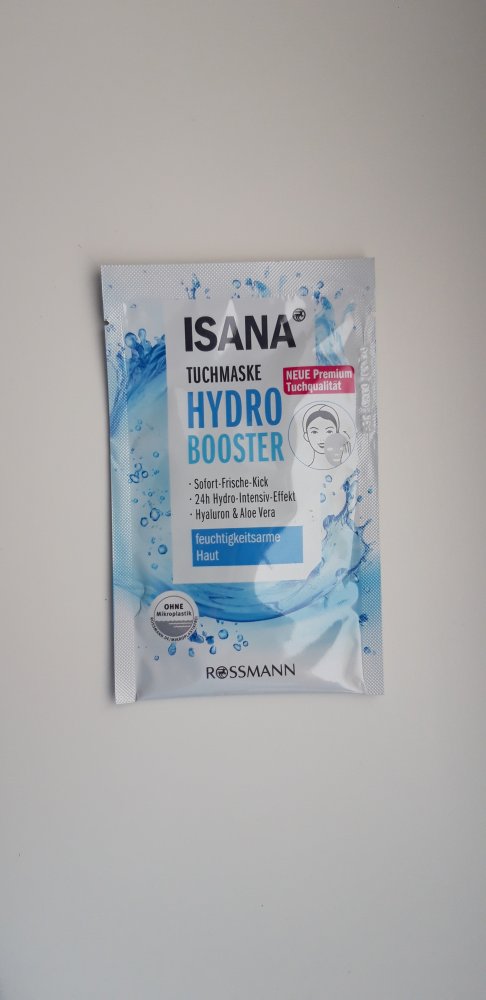 ISANA
TUCHMASKE
NEUE Premium
Tuchqualität
HYDRO
BOOSTER
· Sofort-Frische-Kick
· 24h Hydro-Intensiv-Effekt
· Hyaluron & Aloe Vera
feuchtigkeitsarme
Haut
OHNE
Mikroplastik
ROSSMANN